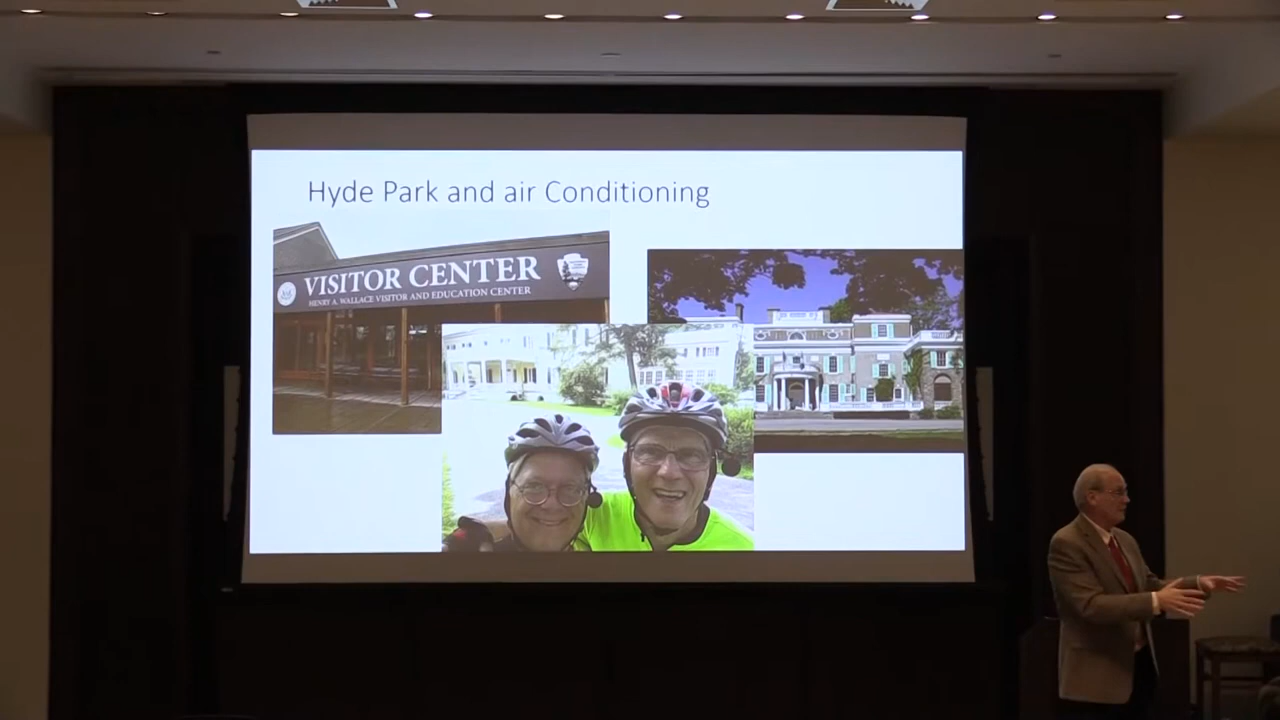 Hyde Park and air Conditioning
VISITOR CENTER
HENRY A. WALLACE VISITOR AND EDUCATION CENTER